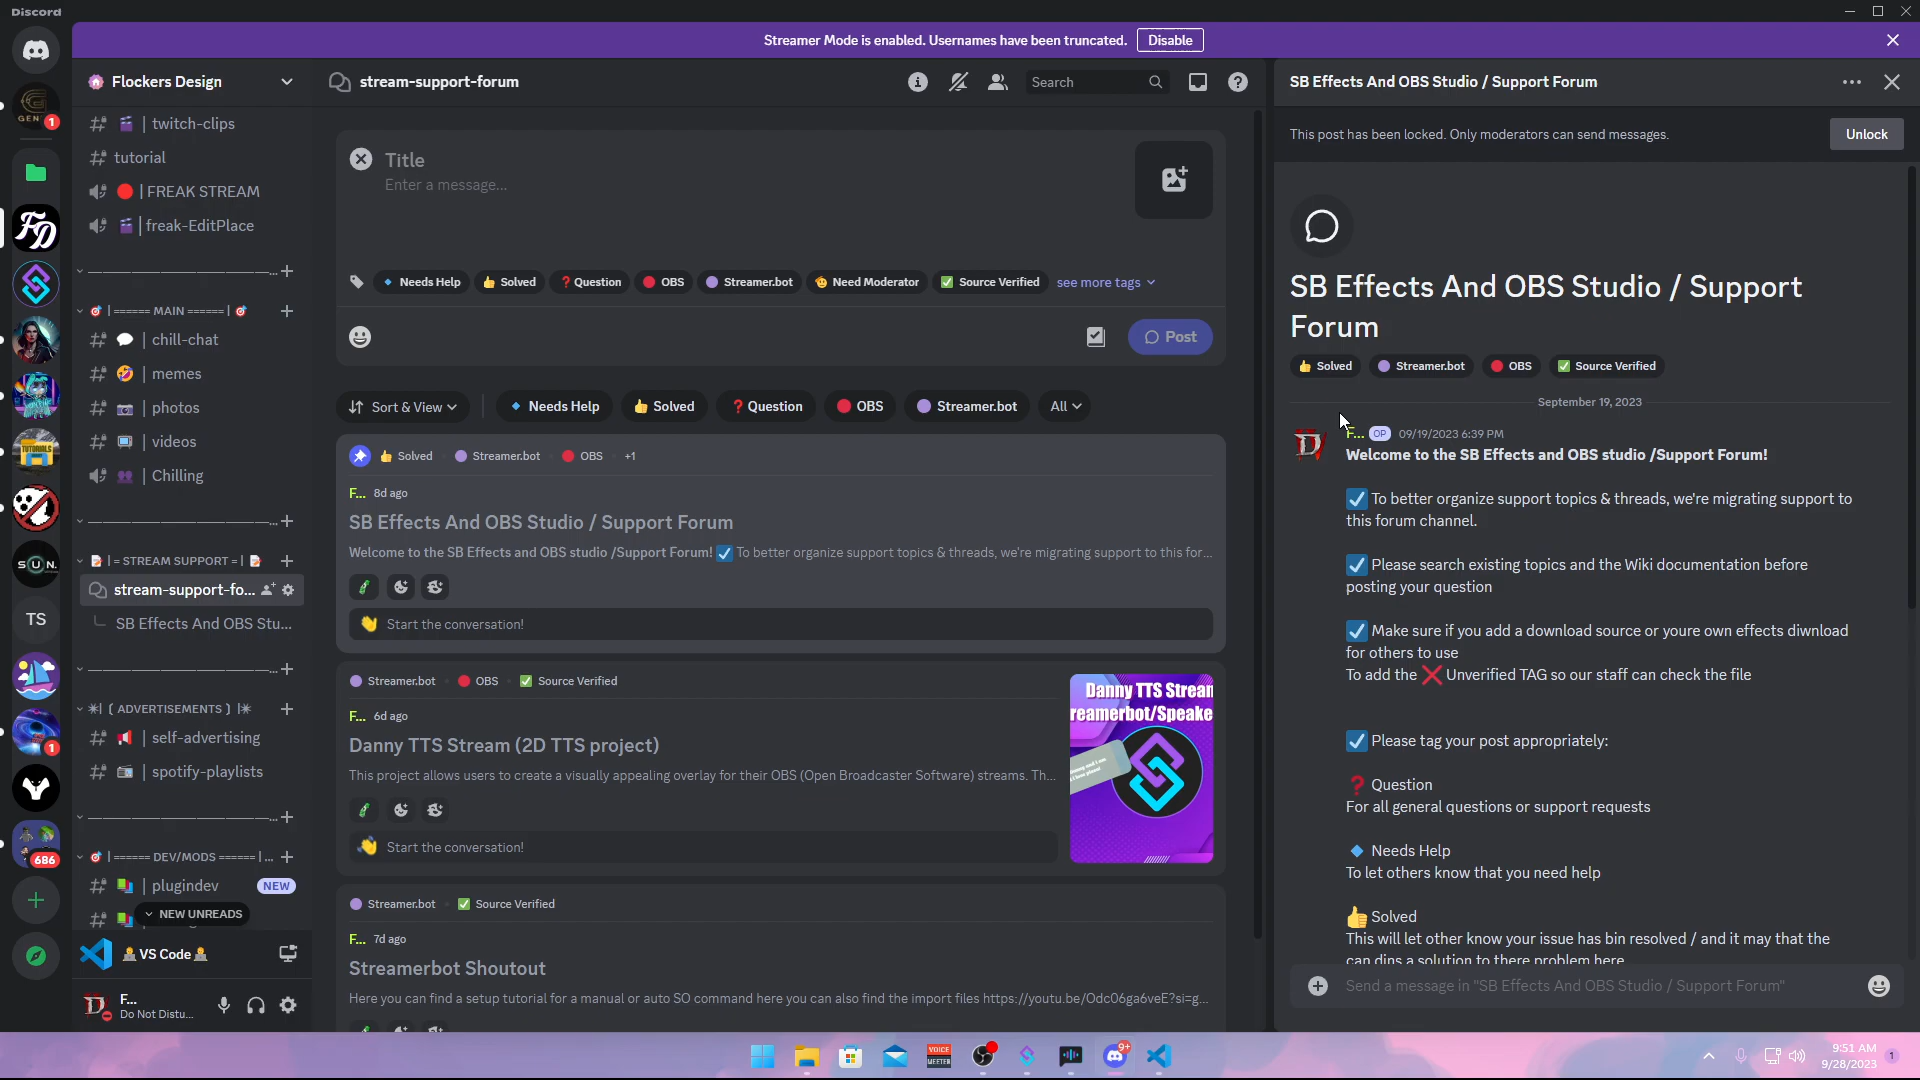 Discord
Streamer Mode is enabled. Usernames have been truncated.
Disable
GEN
1
TS
SUN.
1
686
Flockers Design
| twitch-clips
tutorial
| FREAK STREAM
| freak-EditPlace
| ====== MAIN ====== |
| chill-chat
| memes
| photos
| videos
| Chilling
| = STREAM SUPPORT = |
stream-support-fo...
SB Effects And OBS Stu...
( ADVERTISEMENTS )
| self-advertising
| spotify-playlists
| ====== DEV/MODS ====== | ...
| plugindev
NEW
NEW UNREADS
VS Code
F...
Do Not Distu...
stream-support-forum
Search
Title
Enter a message...
Needs Help
Solved
Question
OBS
Streamer.bot
Need Moderator
Source Verified
see more tags
Post
Sort & View
Needs Help
Solved
Question
OBS
Streamer.bot
All
Solved
Streamer.bot
OBS
+1
F... 8d ago
SB Effects And OBS Studio / Support Forum
Welcome to the SB Effects and OBS studio /Support Forum! To better organize support topics & threads, we're migrating support to this for...
Start the conversation!
Streamer.bot
OBS
Source Verified
F... 6d ago
Danny TTS Stream (2D TTS project)
This project allows users to create a visually appealing overlay for their OBS (Open Broadcaster Software) streams. Th...
Start the conversation!
Danny TTS Strean
reamerbot/Speake
Streamer.bot
Source Verified
F... 7d ago
Streamerbot Shoutout
Here you can find a setup tutorial for a manual or auto SO command here you can also find the import files https://youtu.be/Odc06ga6veE?si=g...
SB Effects And OBS Studio / Support Forum
This post has been locked. Only moderators can send messages.
Unlock
SB Effects And OBS Studio / Support
Forum
Solved
Streamer.bot
OBS
Source Verified
September 19, 2023
F... OP 09/19/2023 6:39 PM
Welcome to the SB Effects and OBS studio /Support Forum!
To better organize support topics & threads, we're migrating support to
this forum channel.
Please search existing topics and the Wiki documentation before
posting your question
Make sure if you add a download source or youre own effects diwnload
for others to use
To add the Unverified TAG so our staff can check the file
Please tag your post appropriately:
Question
For all general questions or support requests
Needs Help
To let others know that you need help
Solved
This will let other know your issue has bin resolved / and it may that the
can dins a solution to there problem here
Send a message in "SB Effects And OBS Studio / Support Forum"
VOICE
MEETER
9+
9:51 AM
9/28/2023
1